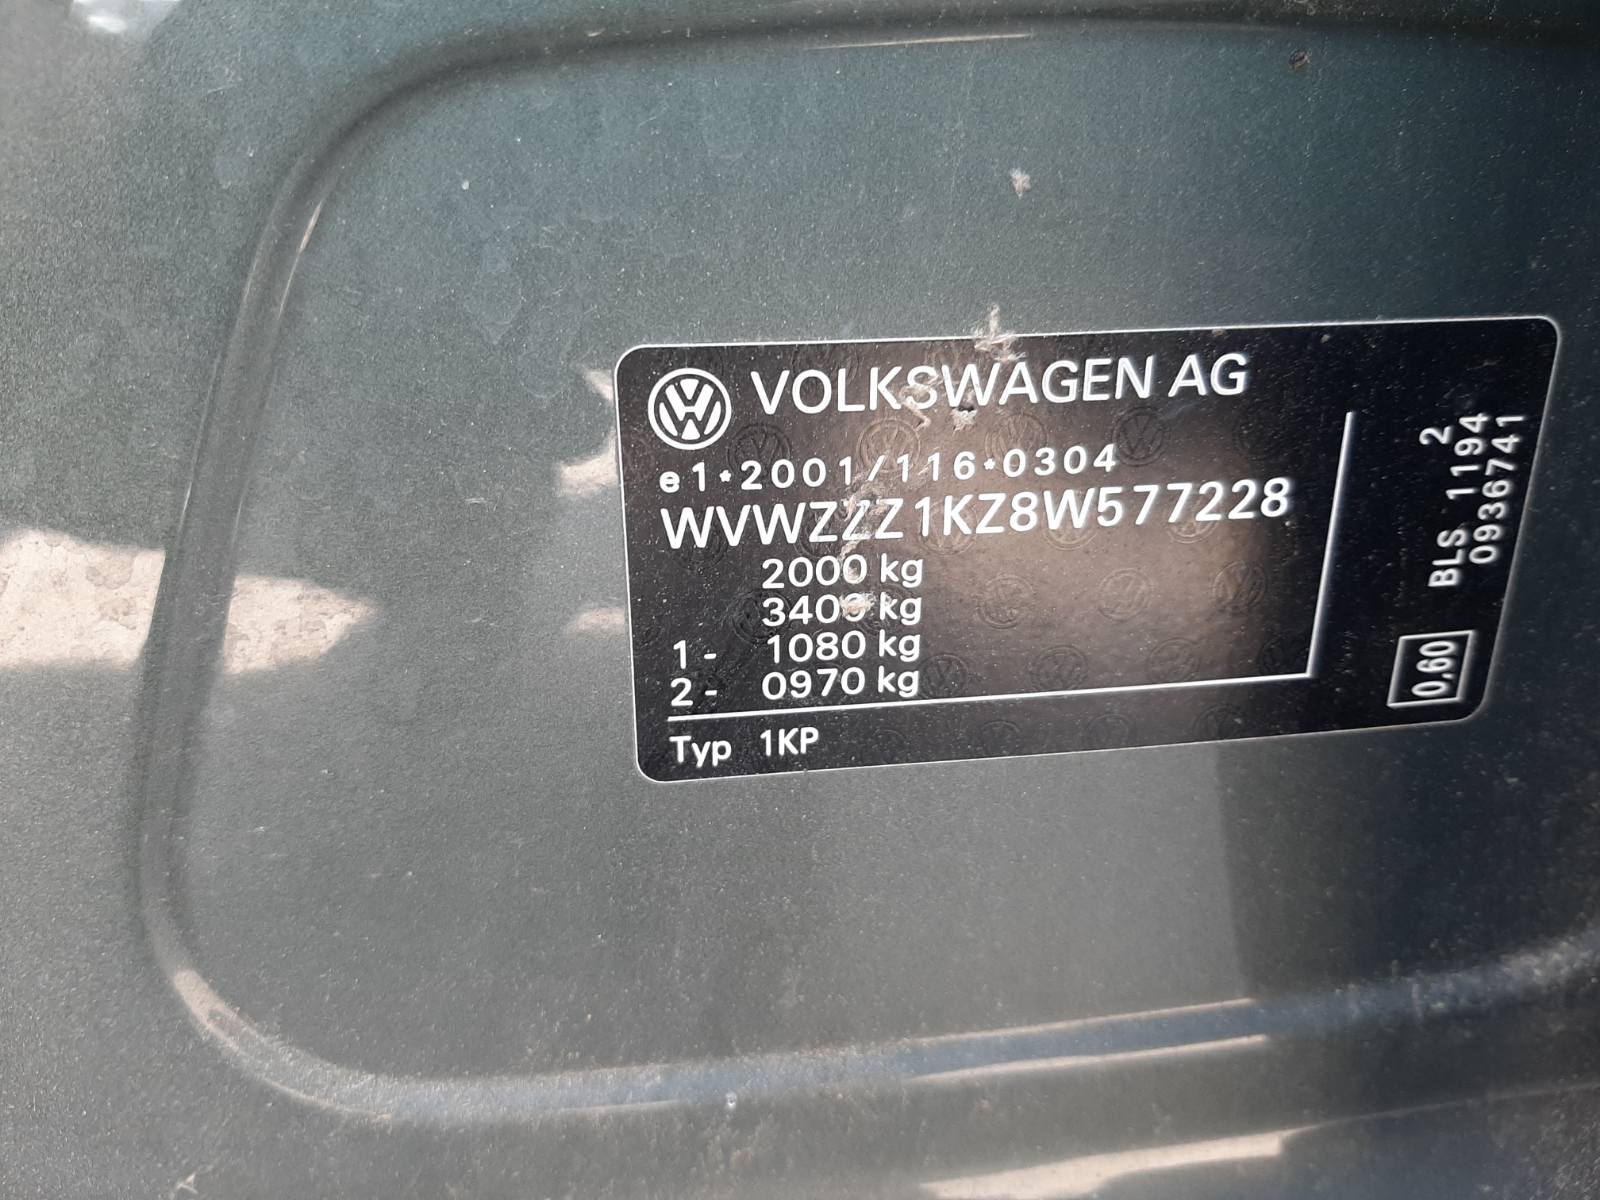 VOLKSWAGEN AG
e1*2001/116*0304
WVWZZZ1KZ8W577228
2000 kg
3400 kg
1- 1080 kg
2- 0970 kg
Typ 1KP
2
BLS 1194
0936741
0,60